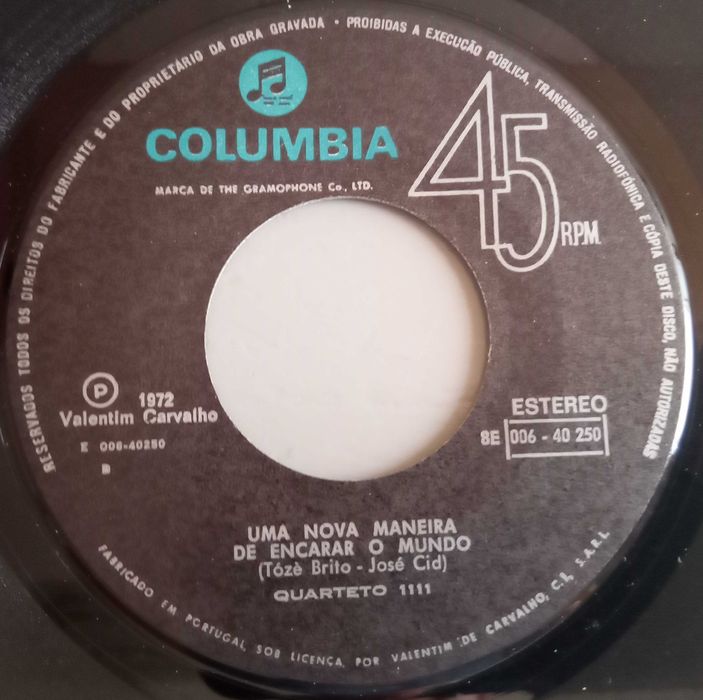 RESERVADOS TODOS OS DIREITOS DO FABRICANTE E DO PROPRIETÁRIO DA OBRA GRAVADA • PROIBIDAS A EXECUÇÃO PÚBLICA, TRANSMISSÃO RADIOFÓNICA E CÓPIA DESTE DISCO, NÃO AUTORIZADAS
COLUMBIA
MARCA DE THE GRAMOPHONE Co., LTD.
45 R.P.M.
P 1972
Valentim Carvalho
E 006-40250
B
ESTEREO
8E 006 - 40 250
UMA NOVA MANEIRA
DE ENCARAR O MUNDO
(Tózè Brito - José Cid)
QUARTETO 1111
FABRICADO EM PORTUGAL, SOB LICENÇA, POR VALENTIM DE CARVALHO, C.I., S.A.R.L.